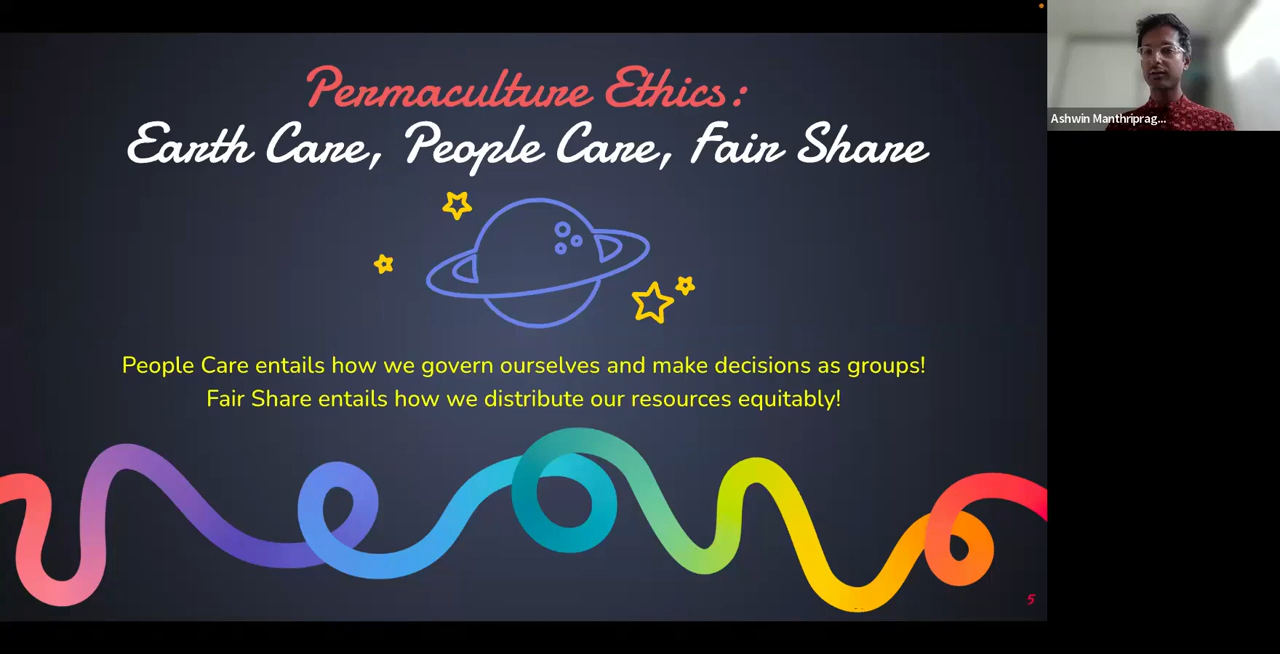 Permaculture Ethics:
Earth Care, People Care, Fair Share
People Care entails how we govern ourselves and make decisions as groups!
Fair Share entails how we distribute our resources equitably!
5
Ashwin Manthriprag...